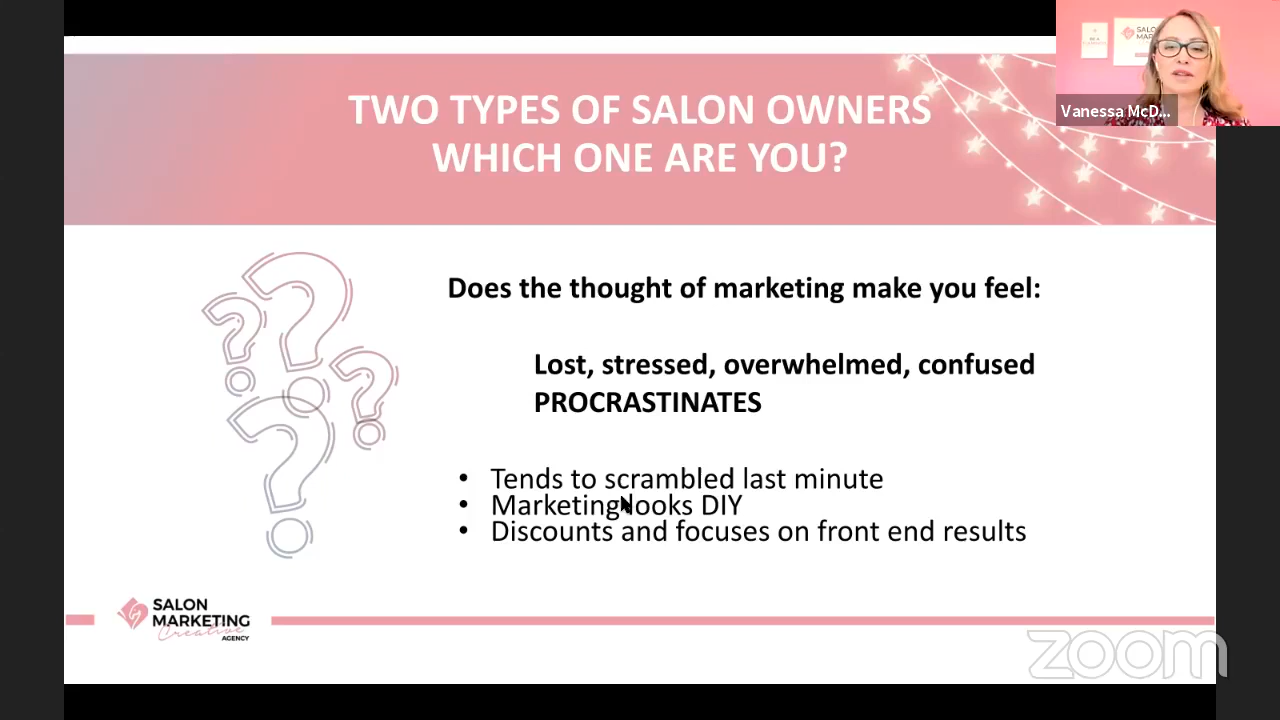 TWO TYPES OF SALON OWNERS
WHICH ONE ARE YOU?
Vanessa McD...
Does the thought of marketing make you feel:
Lost, stressed, overwhelmed, confused
PROCRASTINATES
• Tends to scrambled last minute
• Marketing looks DIY
• Discounts and focuses on front end results
SALON
MARKETING
Creative
AGENCY
zoom